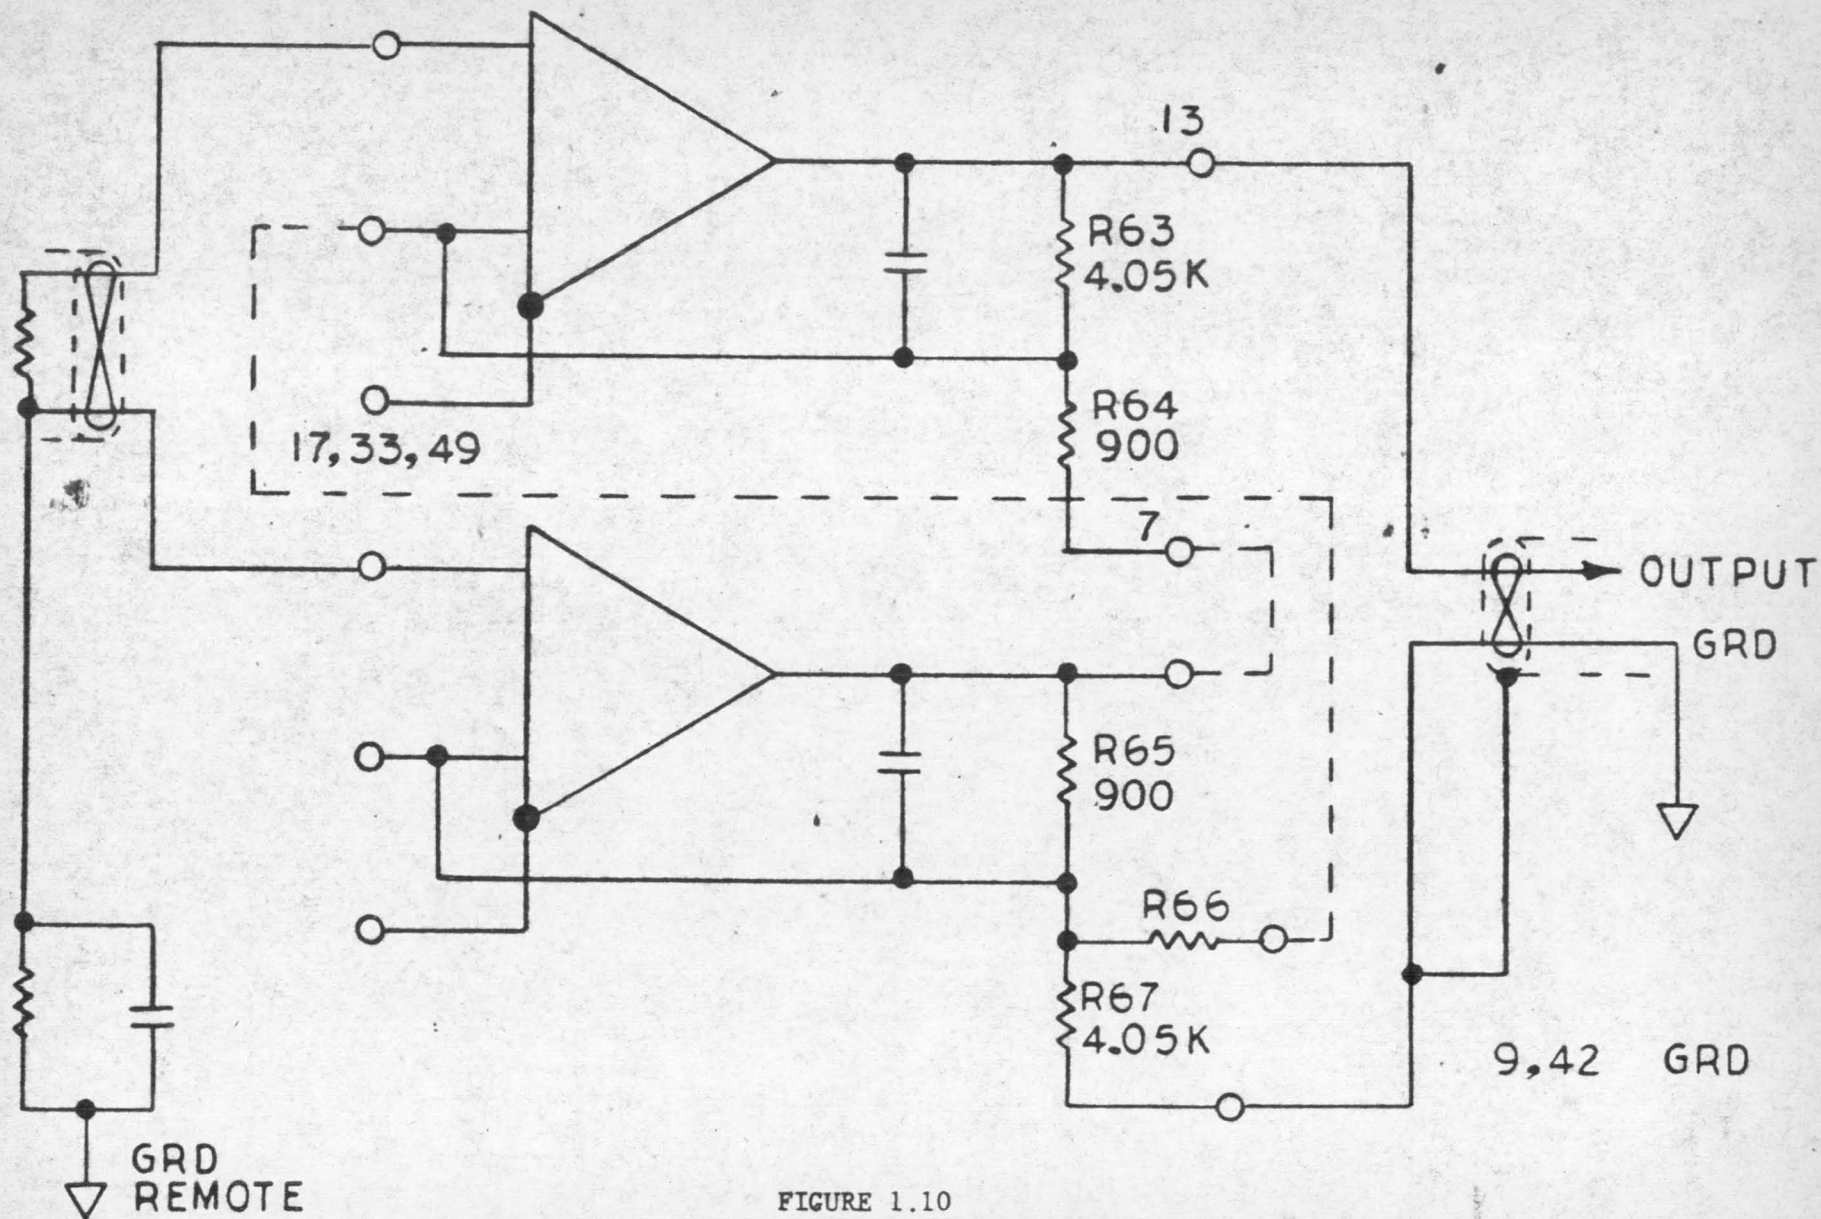 13
R63
4.05K
R64
900
17,33,49
7
OUTPUT
GRD
R65
900
R66
R67
4.05K
9,42 GRD
GRD
REMOTE
FIGURE 1.10